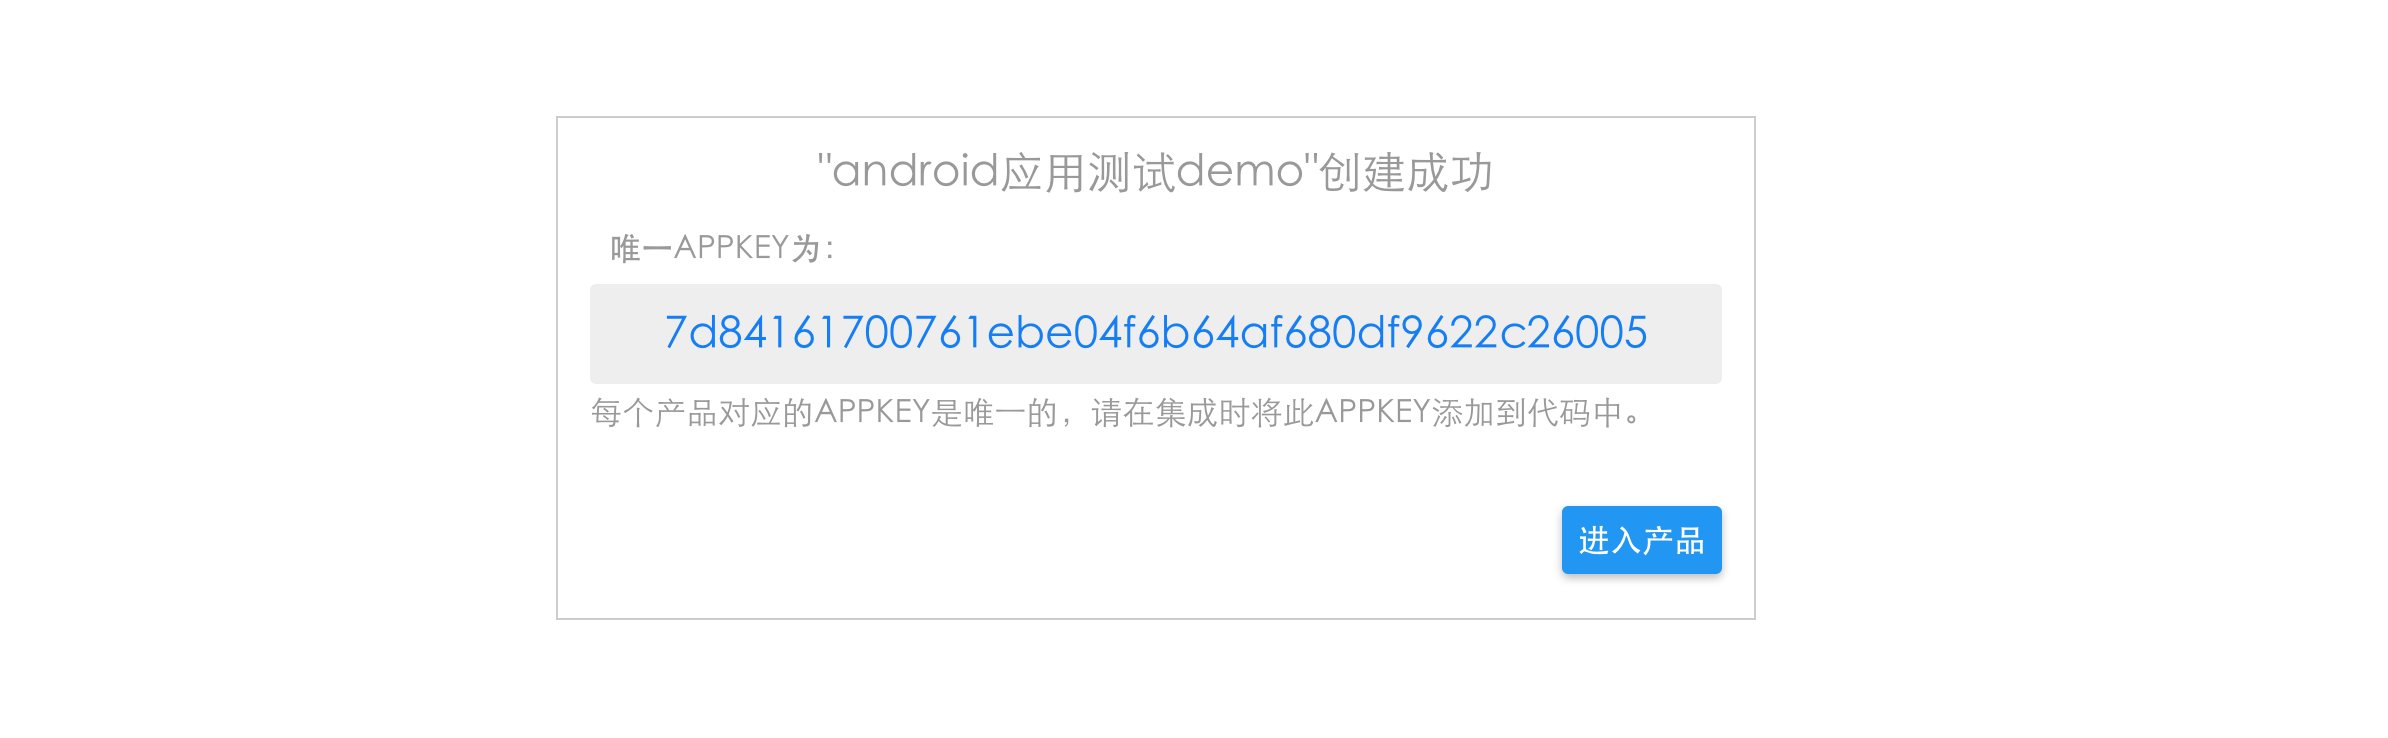 "android应用测试demo"创建成功
唯一APPKEY为：
7d84161700761ebe04f6b64af680df9622c26005
每个产品对应的APPKEY是唯一的，请在集成时将此APPKEY添加到代码中。
进入产品